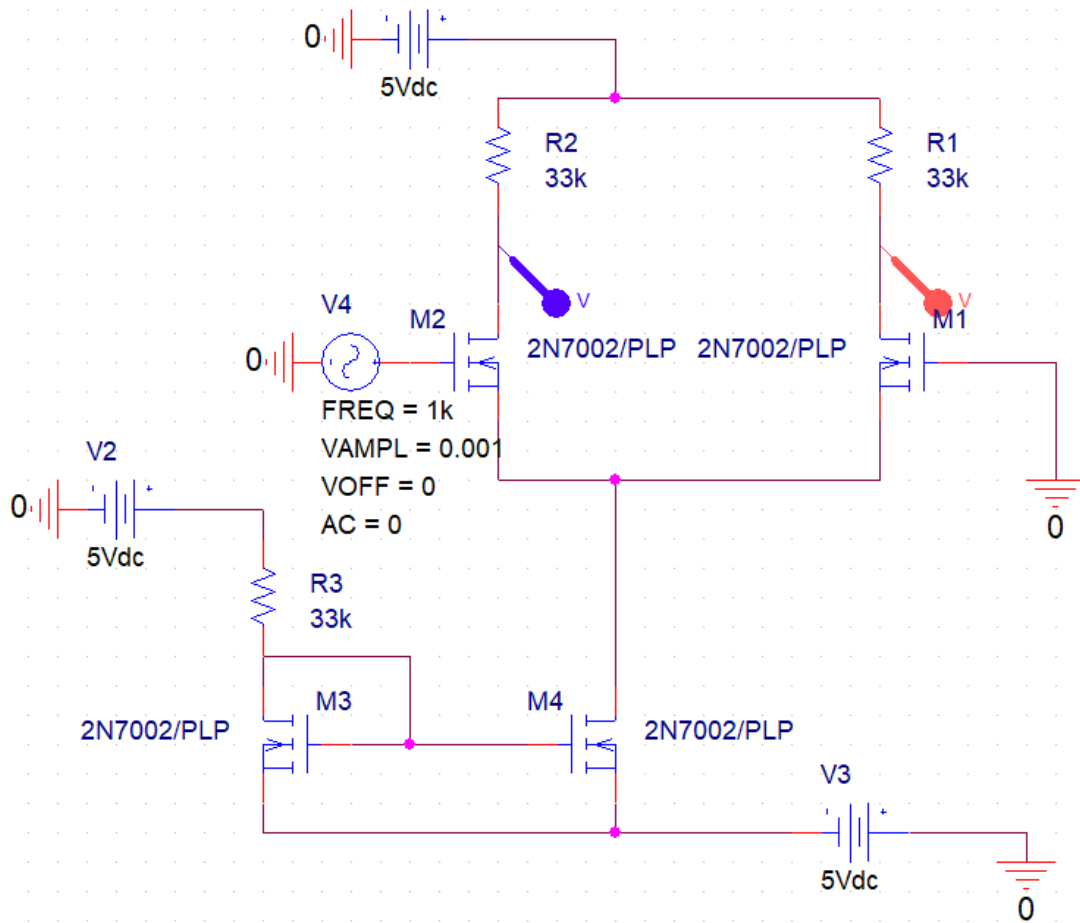 0
5Vdc
R2
33k
R1
33k
V
V
V4
M2
M1
2N7002/PLP
2N7002/PLP
0
FREQ = 1k
VAMPL = 0.001
VOFF = 0
AC = 0
V2
0
5Vdc
0
R3
33k
M3
M4
2N7002/PLP
2N7002/PLP
V3
5Vdc
0